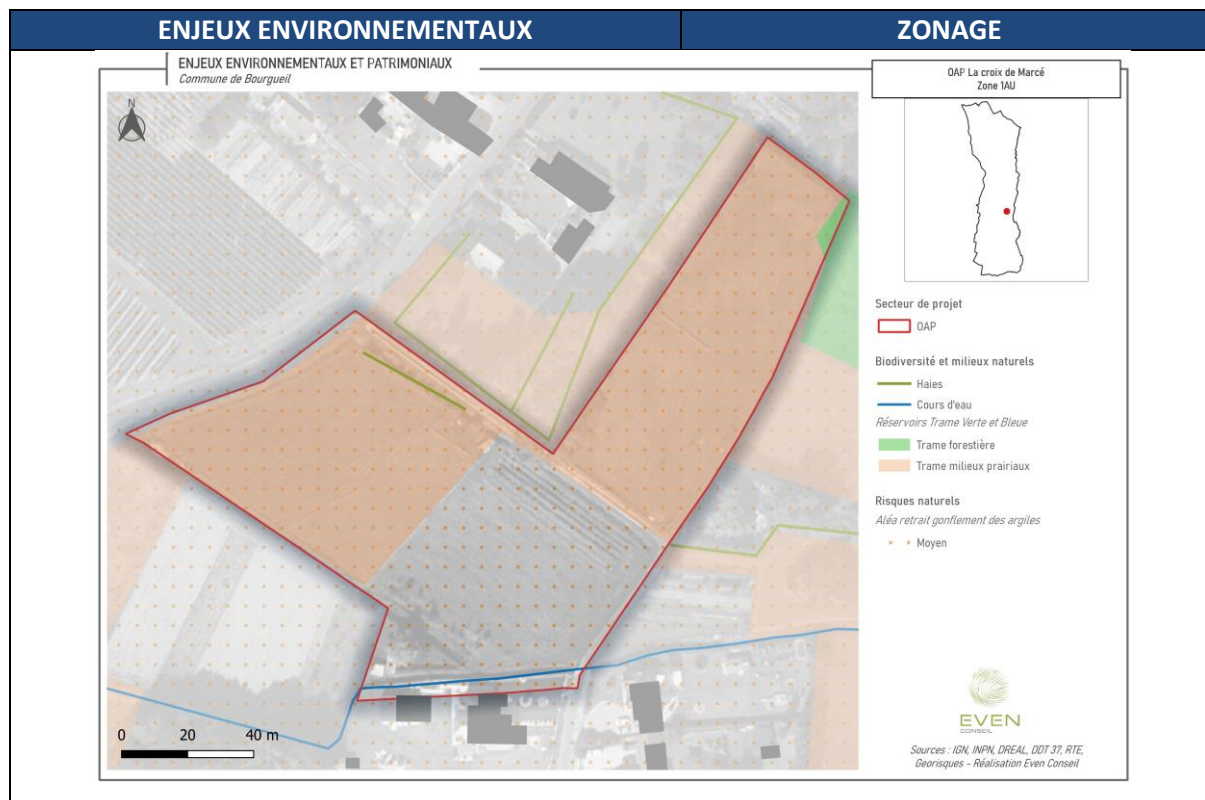 ENJEUX ENVIRONNEMENTAUX
ZONAGE
ENJEUX ENVIRONNEMENTAUX ET PATRIMONIAUX
Commune de Bourgueil
OAP La croix de Marcé
Zone 1AU
N
Secteur de projet
OAP
Biodiversité et milieux naturels
Haies
Cours d'eau
Réservoirs Trame Verte et Bleue
Trame forestière
Trame milieux prairiaux
Risques naturels
Aléa retrait gonflement des argiles
Moyen
0 20 40 m
EVEN
CONSEIL
Sources : IGN, INPN, DREAL, DDT 37, RTE,
Georisques - Réalisation Even Conseil